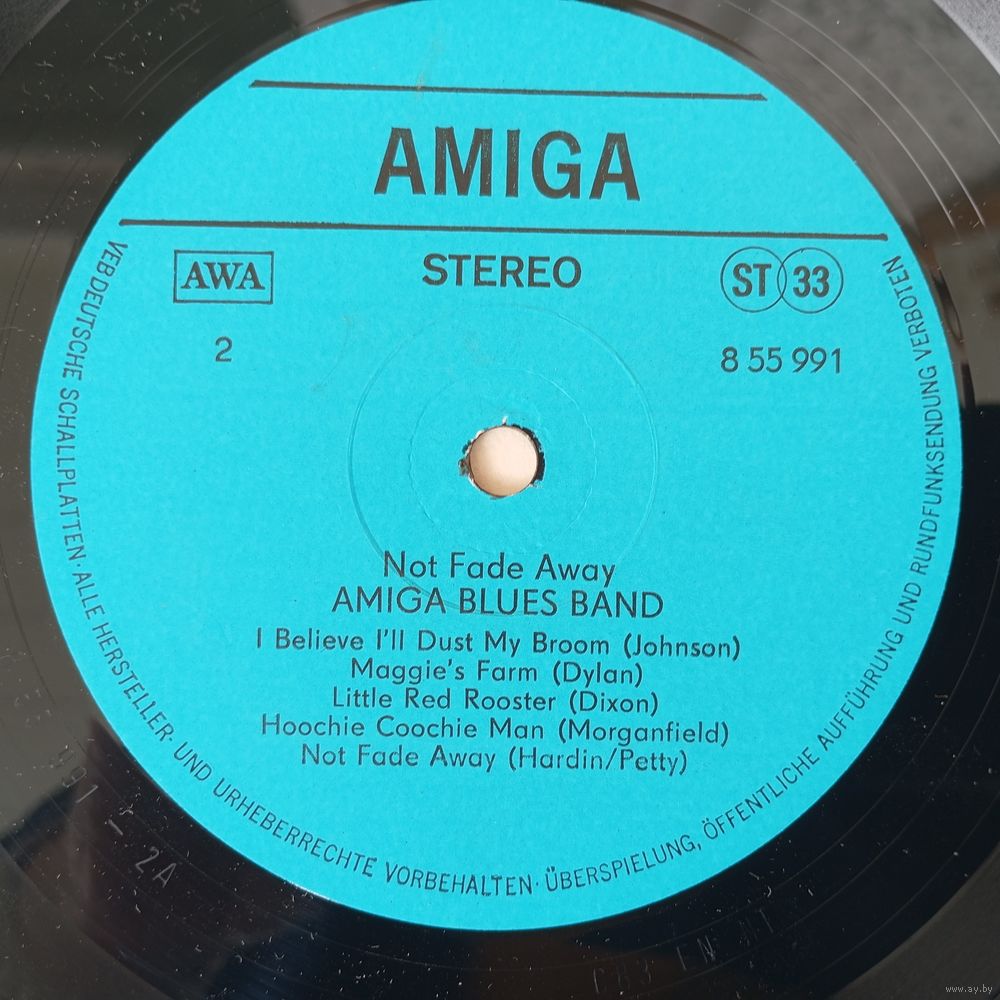 AMIGA
AWA
STEREO
ST 33
2
8 55 991
Not Fade Away
AMIGA BLUES BAND
I Believe I'll Dust My Broom (Johnson)
Maggie's Farm (Dylan)
Little Red Rooster (Dixon)
Hoochie Coochie Man (Morganfield)
Not Fade Away (Hardin/Petty)
VEB DEUTSCHE SCHALLPLATTEN · ALLE HERSTELLER- UND URHEBERRECHTE VORBEHALTEN · ÜBERSPIELUNG, ÖFFENTLICHE AUFFÜHRUNG UND RUNDFUNKSENDUNG VERBOTEN
991 - 2A
www.ay.by